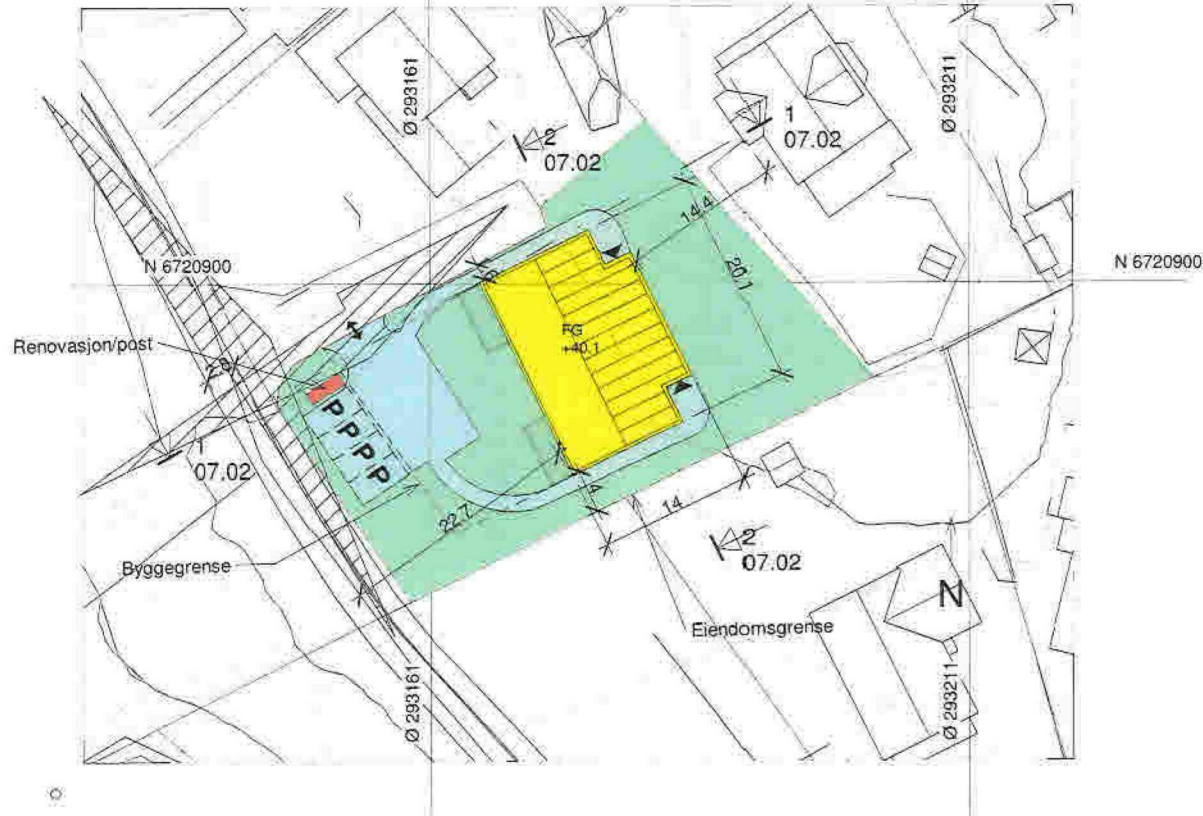 Ø 293161
Ø 293211
1
07.02
2
07.02
14.4
20.1
N 6720900
N 6720900
FG
+40.1
Renovasjon/post
P
P
P
P
1
07.02
22.7
4
14
2
07.02
Byggegrense
Eiendomsgrense
N
Ø 293161
Ø 293211